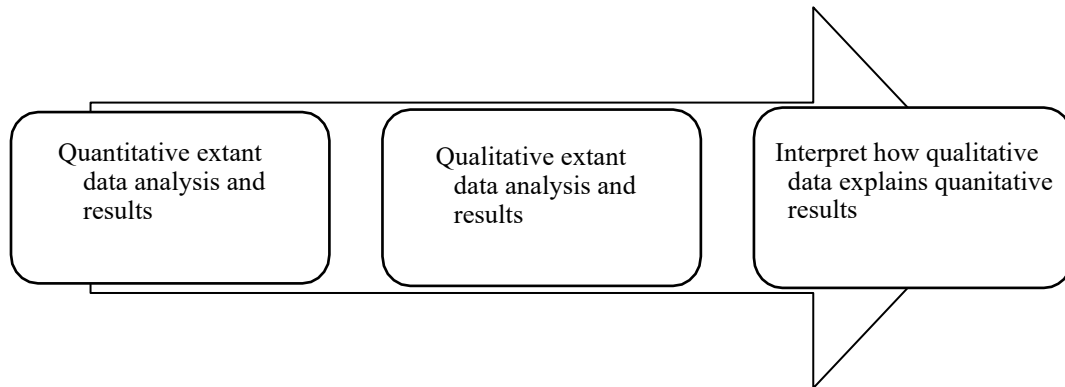 Quantitative extant
data analysis and
results
Qualitative extant
data analysis and
results
Interpret how qualitative
data explains quanitative
results